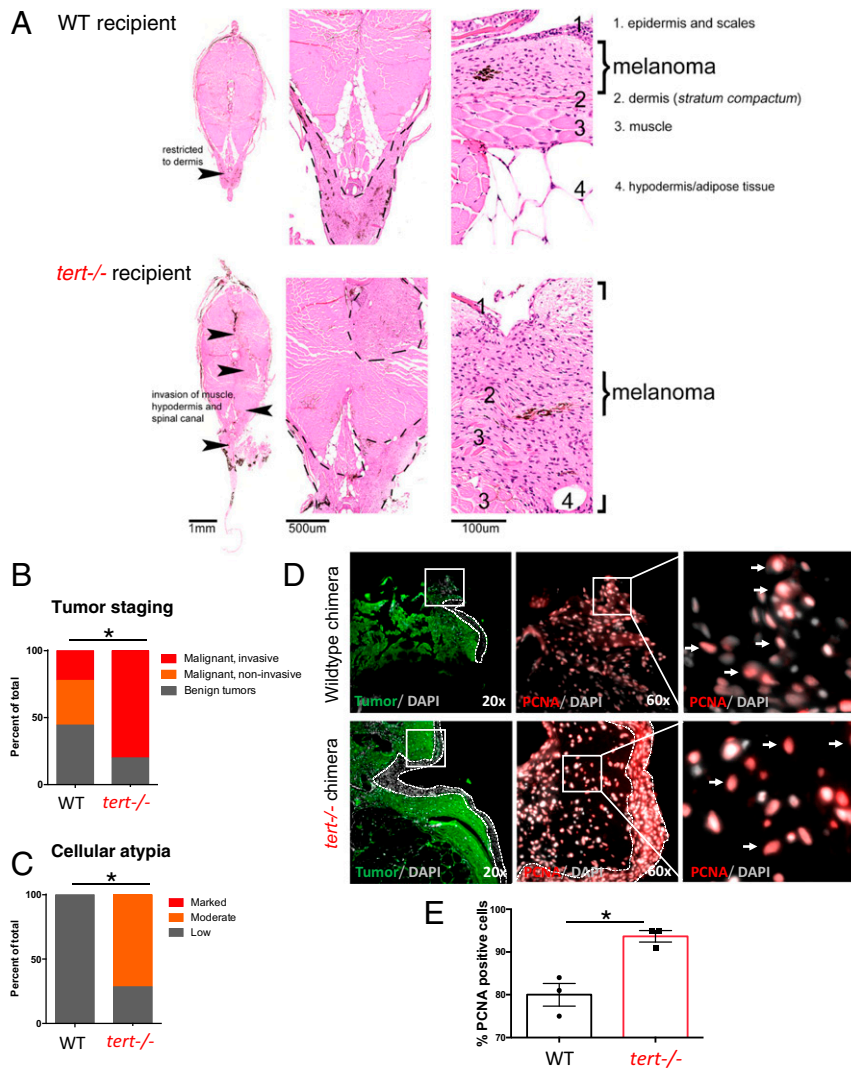 A
WT recipient
restricted
to dermis
1
2
3
4
1. epidermis and scales
melanoma
2. dermis (stratum compactum)
3. muscle
4. hypodermis/adipose tissue
tert-/- recipient
invasion of muscle,
hypodermis and
spinal canal
1
2
3
3
4
melanoma
1mm
500um
100um
B
Tumor staging
*
Percent of total
100
50
0
WT
tert-/-
Malignant, invasive
Malignant, non-invasive
Benign tumors
C
Cellular atypia
*
Percent of total
100
50
0
WT
tert-/-
Marked
Moderate
Low
D
Wildtype chimera
Tumor/ DAPI
20x
PCNA/ DAPI
60x
PCNA/ DAPI
tert-/- chimera
Tumor/ DAPI
20x
PCNA/ DAPI
60x
PCNA/ DAPI
E
*
% PCNA positive cells
100
90
80
70
WT
tert-/-